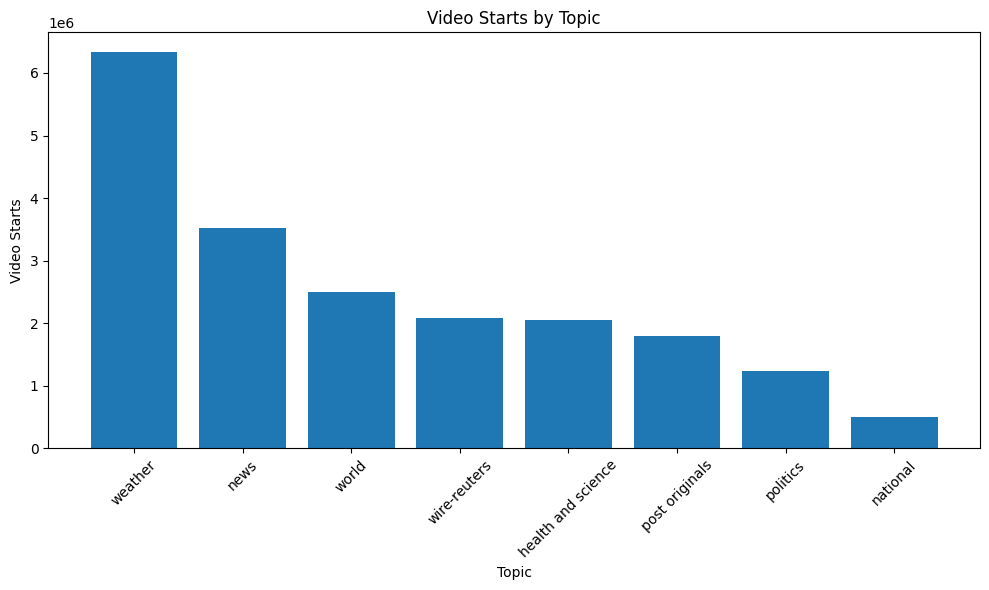 Video Starts by Topic
1e6
6
5
4
3
2
1
0
Video Starts
weather
news
world
wire-reuters
health and science
post originals
politics
national
Topic